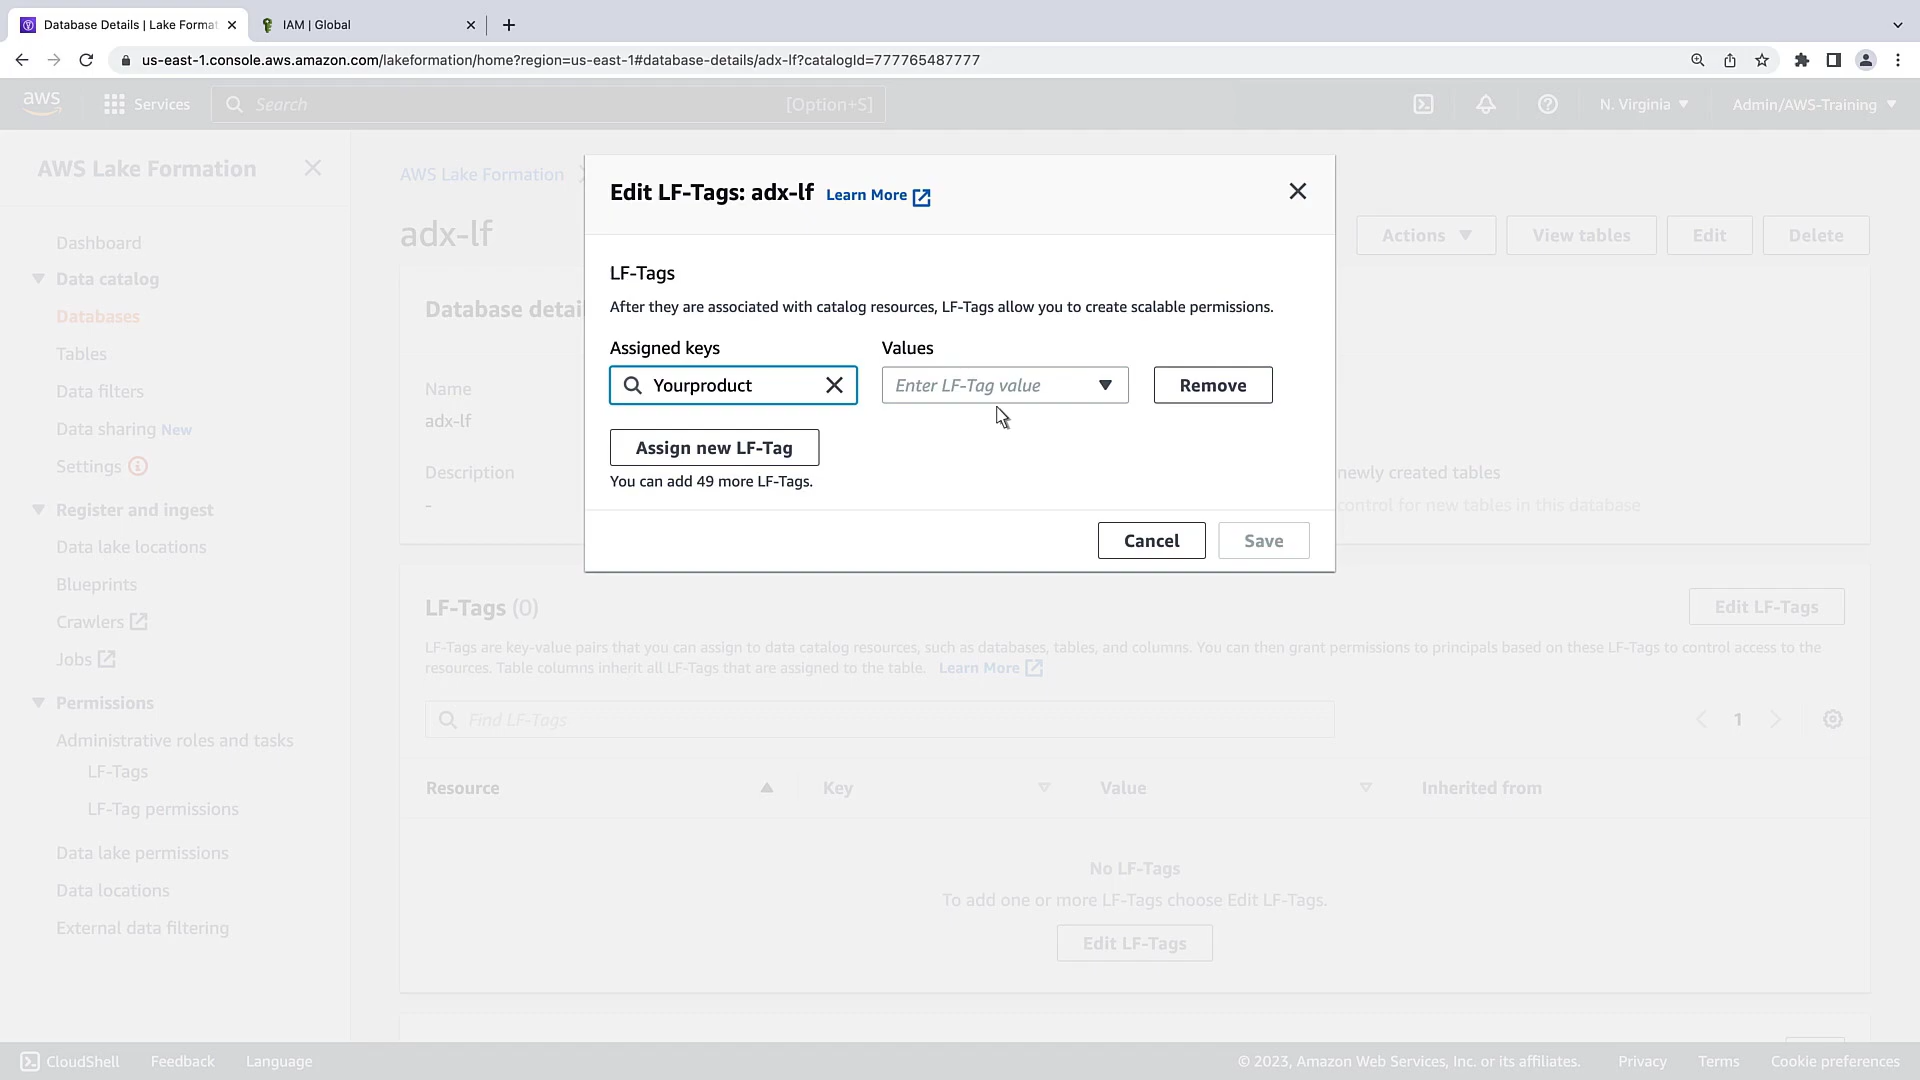 Database Details | Lake Format
IAM | Global
us-east-1.console.aws.amazon.com/lakeformation/home?region=us-east-1#database-details/adx-lf?catalogId=777765487777
aws
Services
Search
[Option+S]
N. Virginia
Admin/AWS-Training
AWS Lake Formation
Dashboard
Data catalog
Databases
Tables
Data filters
Data sharing New
Settings
Register and ingest
Data lake locations
Blueprints
Crawlers
Jobs
Permissions
Administrative roles and tasks
LF-Tags
LF-Tag permissions
Data lake permissions
Data locations
External data filtering
AWS Lake Formation
adx-lf
Actions
View tables
Edit
Delete
Database detai
Name
adx-lf
Description
-
newly created tables
control for new tables in this database
Edit LF-Tags: adx-lf Learn More
LF-Tags
After they are associated with catalog resources, LF-Tags allow you to create scalable permissions.
Assigned keys
Values
Yourproduct
Enter LF-Tag value
Remove
Assign new LF-Tag
You can add 49 more LF-Tags.
Cancel
Save
LF-Tags (0)
Edit LF-Tags
LF-Tags are key-value pairs that you can assign to data catalog resources, such as databases, tables, and columns. You can then grant permissions to principals based on these LF-Tags to control access to the
resources. Table columns inherit all LF-Tags that are assigned to the table. Learn More
Find LF-Tags
1
Resource
Key
Value
Inherited from
No LF-Tags
To add one or more LF-Tags choose Edit LF-Tags.
Edit LF-Tags
CloudShell
Feedback
Language
© 2023, Amazon Web Services, Inc. or its affiliates.
Privacy
Terms
Cookie preferences